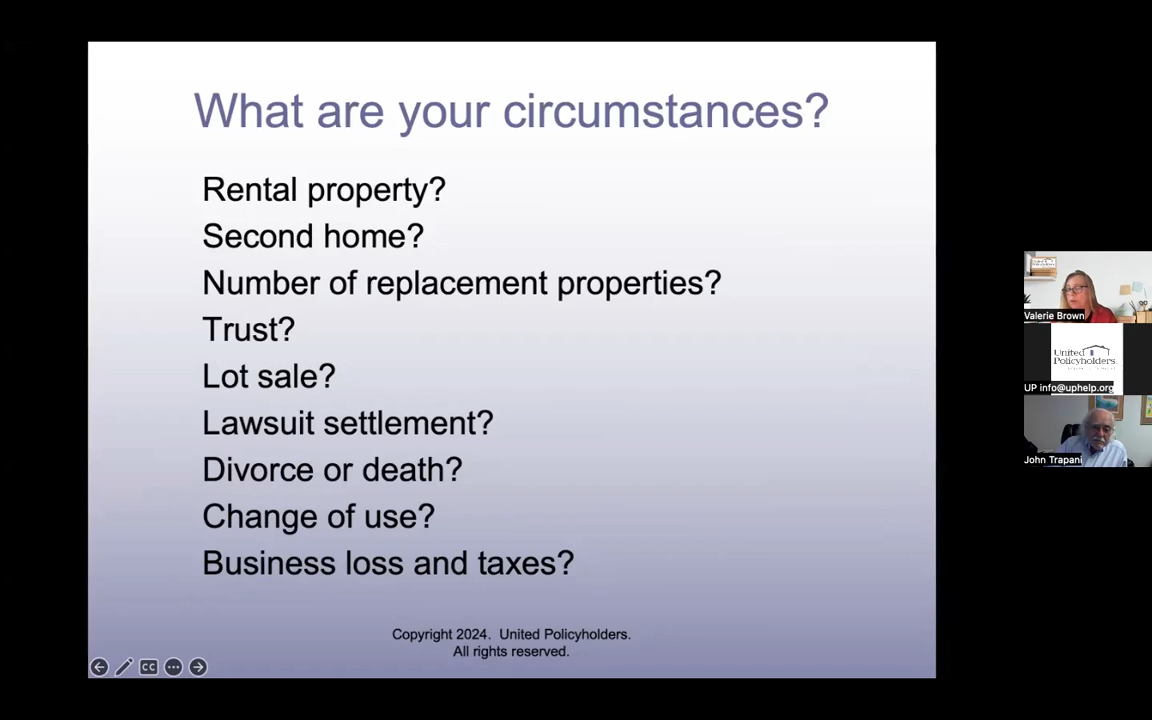 What are your circumstances?
Rental property?
Second home?
Number of replacement properties?
Trust?
Lot sale?
Lawsuit settlement?
Divorce or death?
Change of use?
Business loss and taxes?
Copyright 2024. United Policyholders.
All rights reserved.
CC
Valerie Brown
United
Policyholders
UP info@uphelp.org
John Trapani